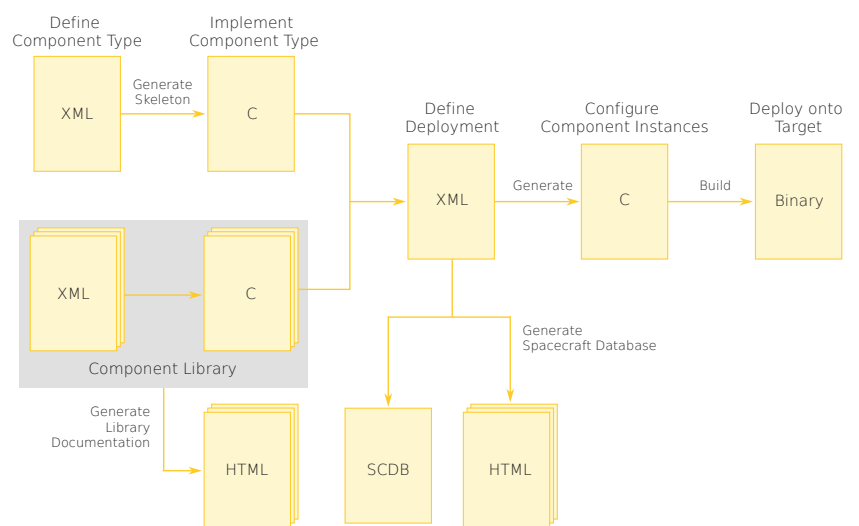 Define
Component Type
Implement
Component Type
XML
Generate
Skeleton
C
Define
Deployment
Configure
Component Instances
Deploy onto
Target
XML
Generate
C
Build
Binary
XML
C
Component Library
Generate
Spacecraft Database
Generate
Library
Documentation
HTML
SCDB
HTML